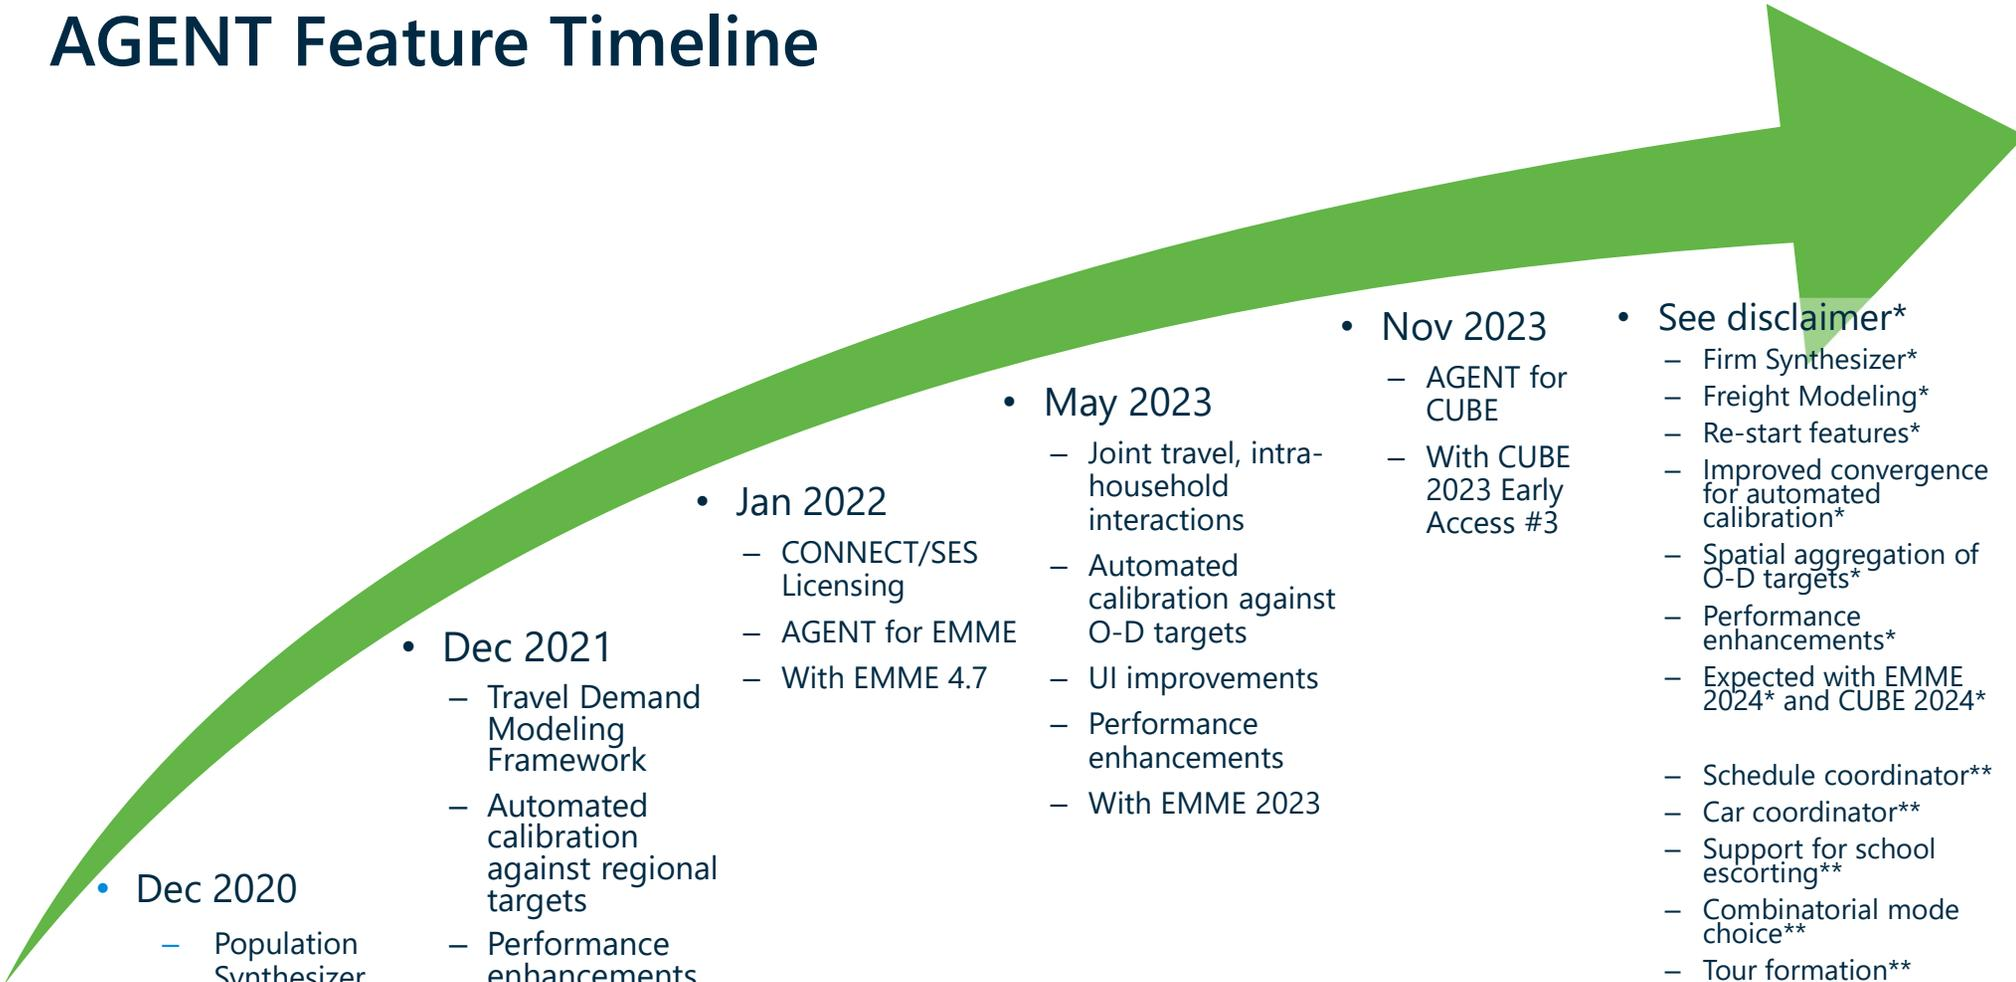 AGENT Feature Timeline
• Dec 2020
– Population
Synthesizer
• Dec 2021
– Travel Demand
Modeling
Framework
– Automated
calibration
against regional
targets
– Performance
enhancements
• Jan 2022
– CONNECT/SES
Licensing
– AGENT for EMME
– With EMME 4.7
• May 2023
– Joint travel, intra-
household
interactions
– Automated
calibration against
O-D targets
– UI improvements
– Performance
enhancements
– With EMME 2023
• Nov 2023
– AGENT for
CUBE
– With CUBE
2023 Early
Access #3
• See disclaimer*
– Firm Synthesizer*
– Freight Modeling*
– Re-start features*
– Improved convergence
for automated
calibration*
– Spatial aggregation of
O-D targets*
– Performance
enhancements*
– Expected with EMME
2024* and CUBE 2024*
– Schedule coordinator**
– Car coordinator**
– Support for school
escorting**
– Combinatorial mode
choice**
– Tour formation**